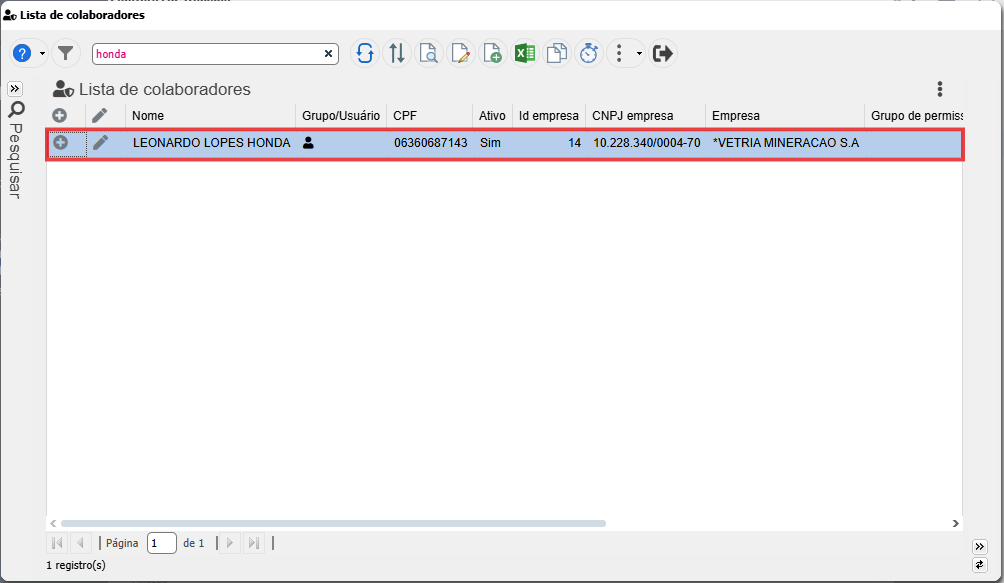 Lista de colaboradores
honda
Pesquisar
Lista de colaboradores
Nome Grupo/Usuário CPF Ativo Id empresa CNPJ empresa Empresa Grupo de permiss
LEONARDO LOPES HONDA 06360687143 Sim 14 10.228.340/0004-70 *VETRIA MINERACAO S.A
Página 1 de 1
1 registro(s)